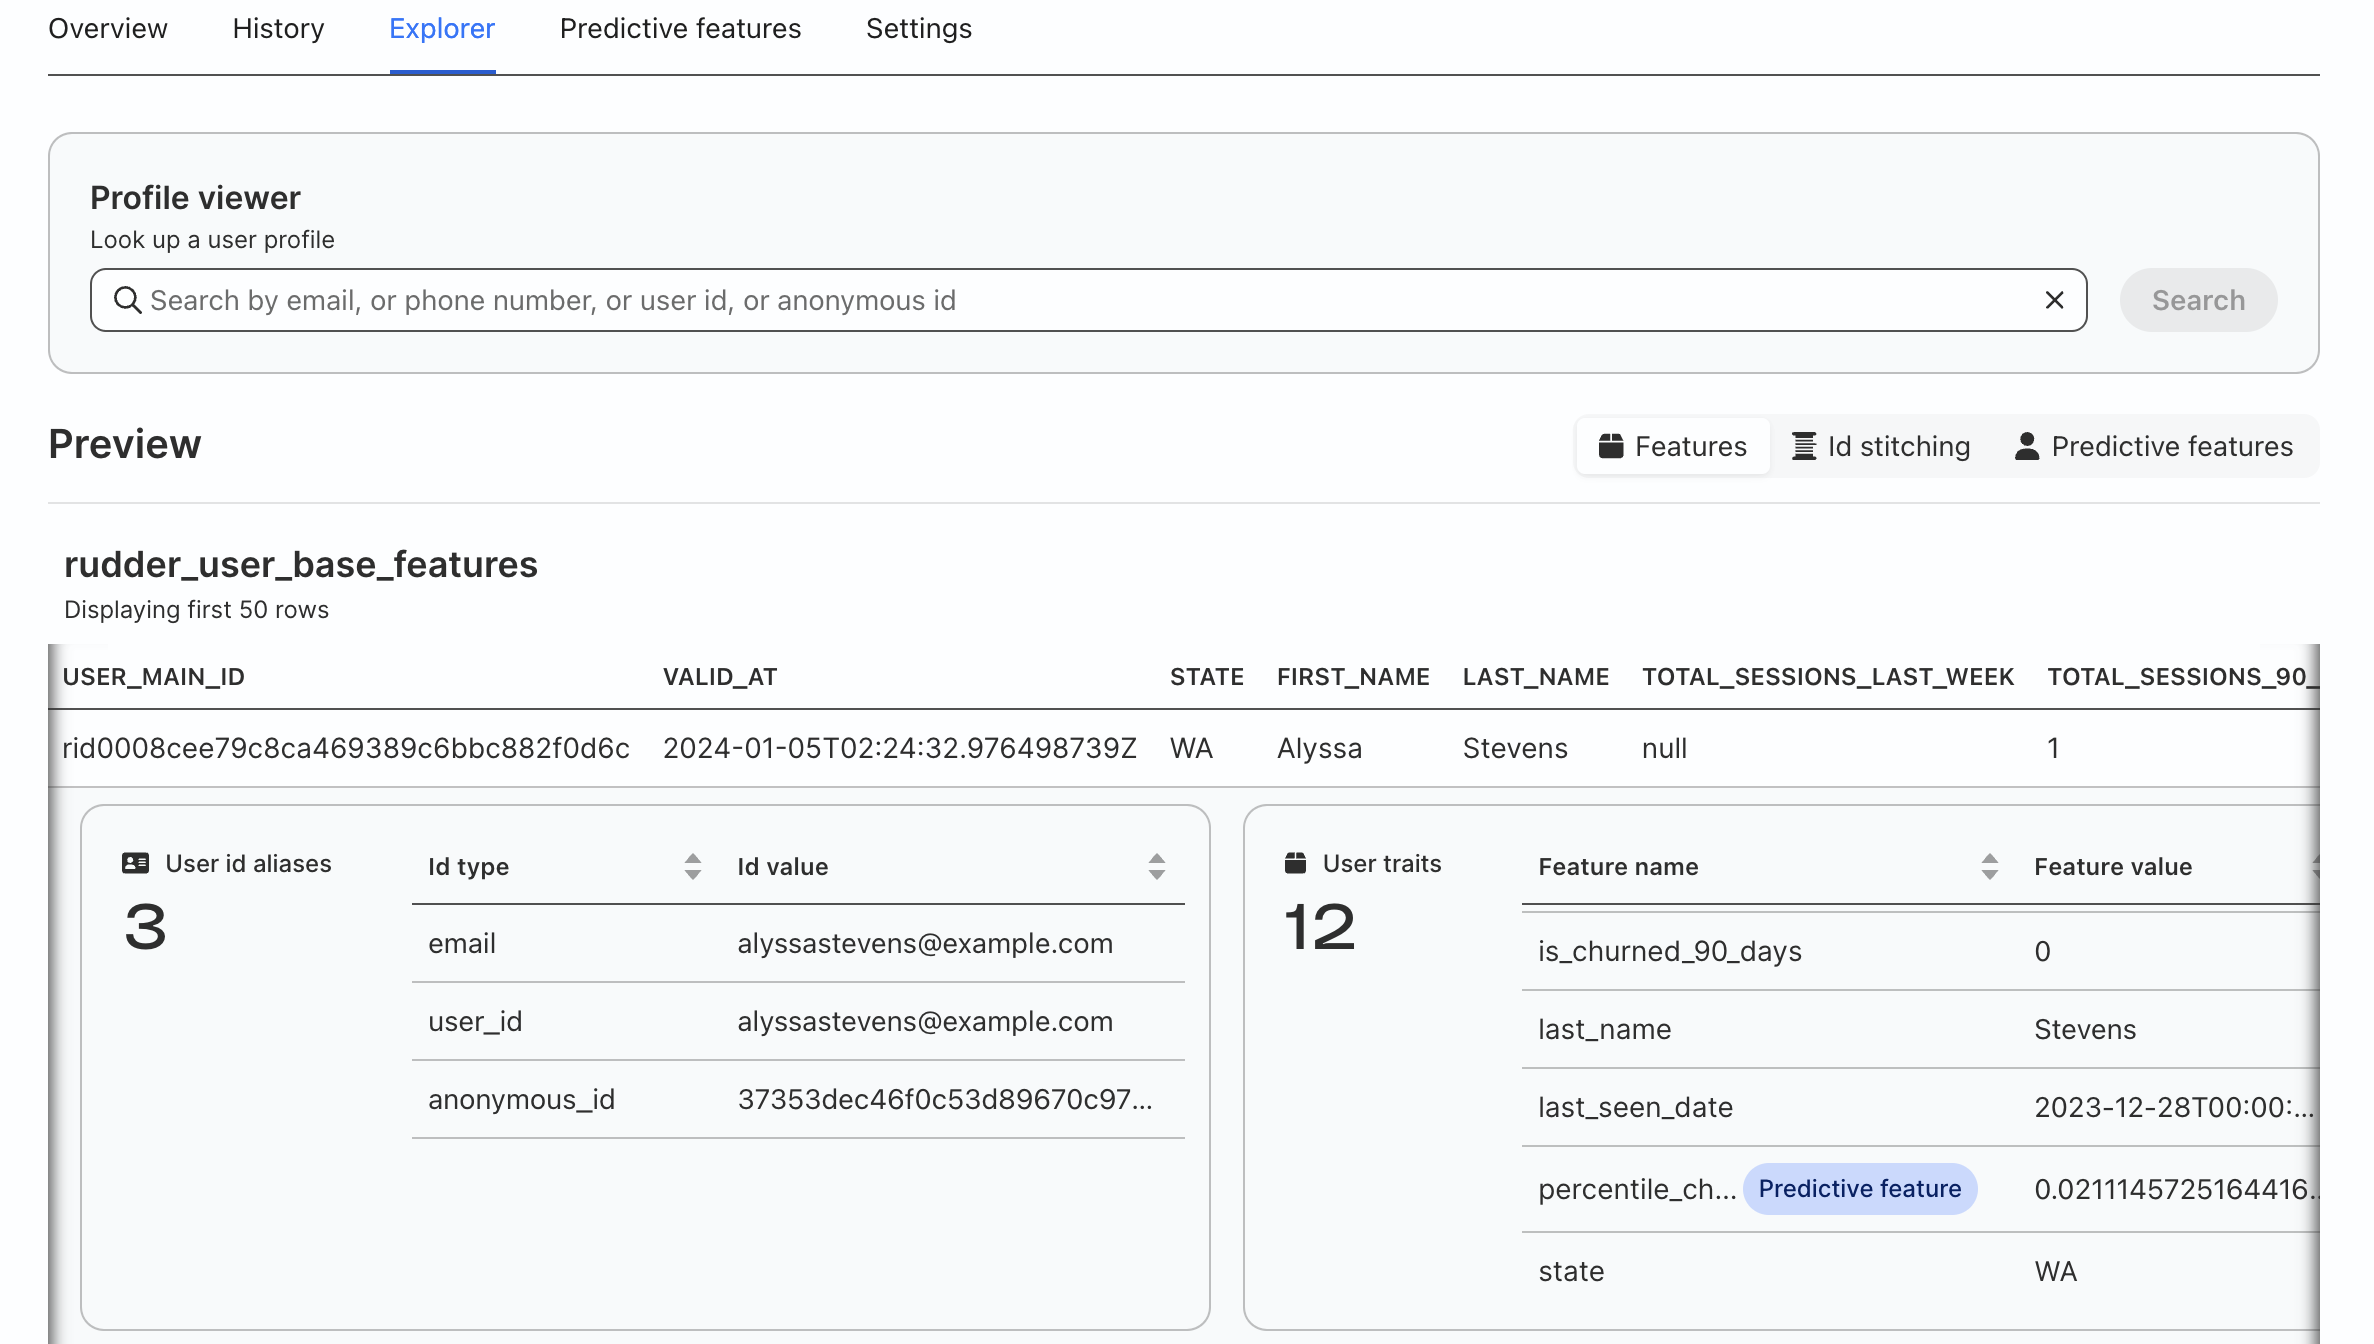 Overview History Explorer Predictive features Settings
Profile viewer
Look up a user profile
Search by email, or phone number, or user id, or anonymous id
Search
Preview
Features Id stitching Predictive features
rudder_user_base_features
Displaying first 50 rows
USER_MAIN_ID VALID_AT STATE FIRST_NAME LAST_NAME TOTAL_SESSIONS_LAST_WEEK TOTAL_SESSIONS_90_
rid0008cee79c8ca469389c6bbc882f0d6c 2024-01-05T02:24:32.976498739Z WA Alyssa Stevens null 1
User id aliases
3
Id type Id value
email alyssastevens@example.com
user_id alyssastevens@example.com
anonymous_id 37353dec46f0c53d89670c97...
User traits
12
Feature name Feature value
is_churned_90_days 0
last_name Stevens
last_seen_date 2023-12-28T00:00:...
percentile_ch... Predictive feature 0.0211145725164416...
state WA